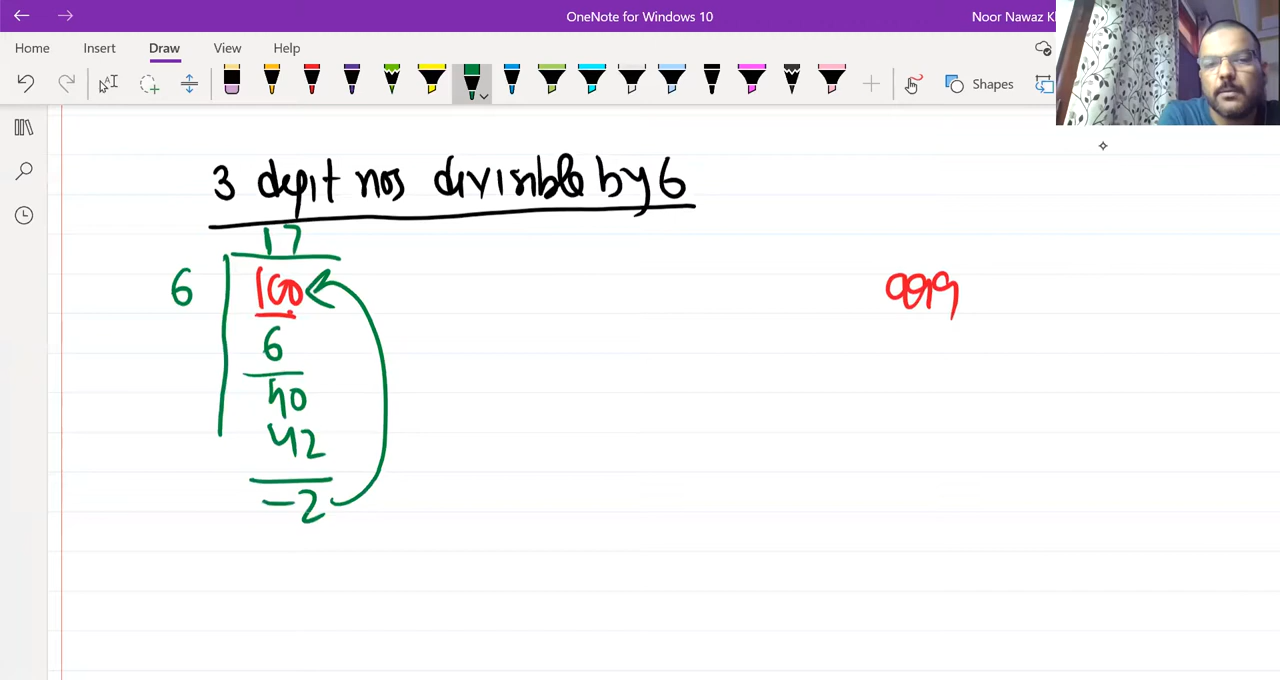 OneNote for Windows 10
Noor Nawaz Kh
Home Insert Draw View Help
Shapes
3 digit nos divisible by 6
17
6 100
999
6
40
42
-2